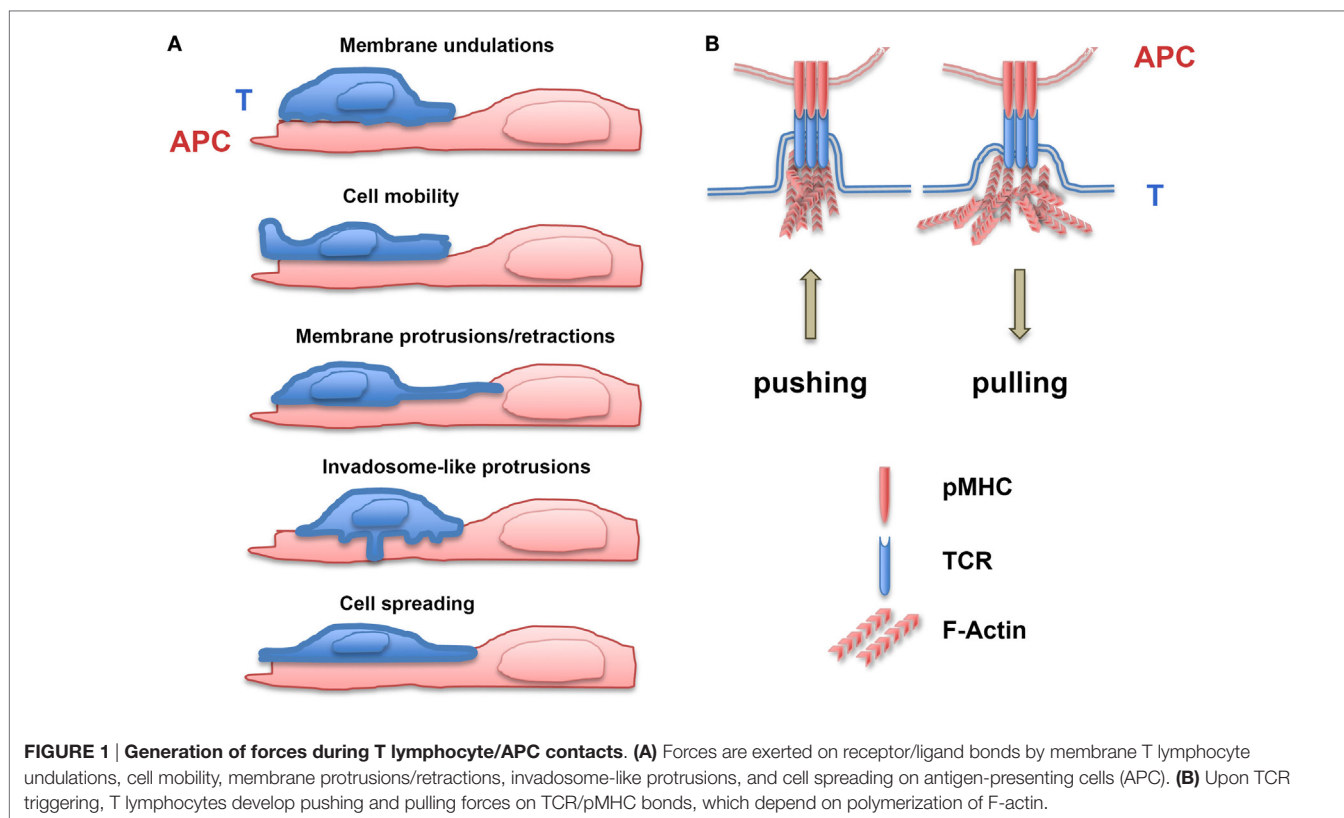 A
Membrane undulations
T
APC
Cell mobility
Membrane protrusions/retractions
Invadosome-like protrusions
Cell spreading
B
APC
T
pushing
pulling
pMHC
TCR
F-Actin
FIGURE 1 | Generation of forces during T lymphocyte/APC contacts. (A) Forces are exerted on receptor/ligand bonds by membrane T lymphocyte
undulations, cell mobility, membrane protrusions/retractions, invadosome-like protrusions, and cell spreading on antigen-presenting cells (APC). (B) Upon TCR
triggering, T lymphocytes develop pushing and pulling forces on TCR/pMHC bonds, which depend on polymerization of F-actin.